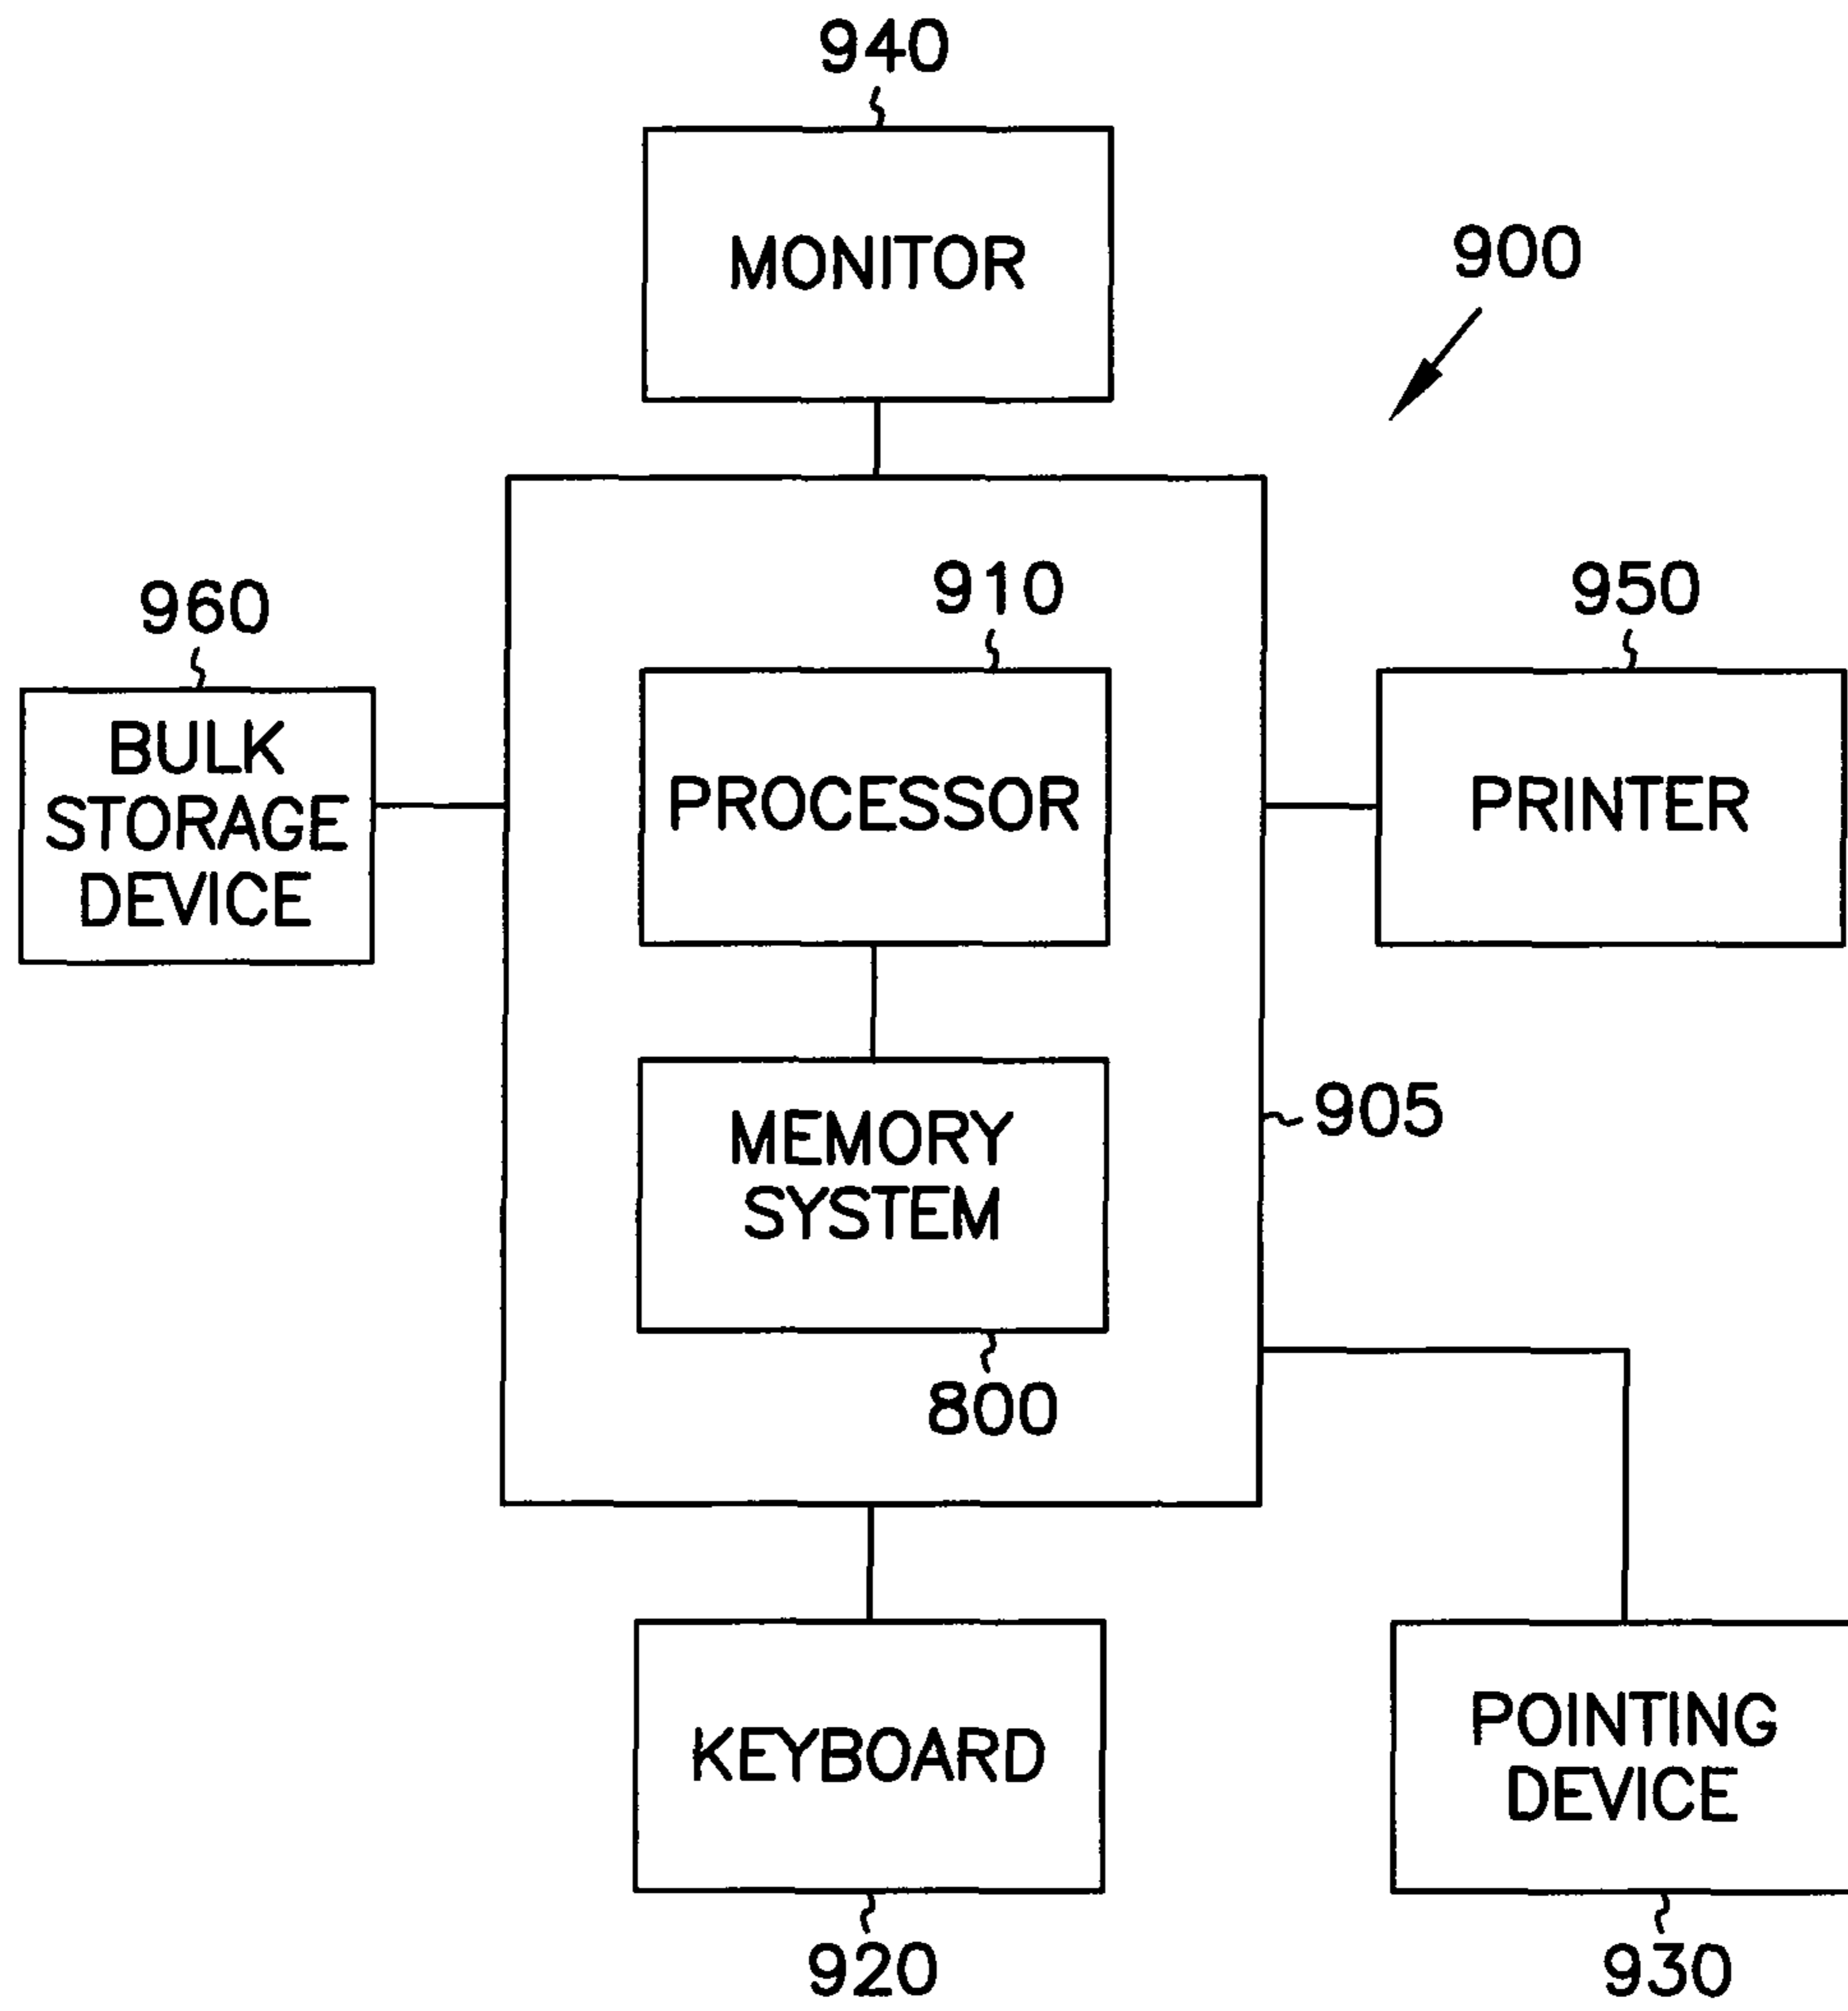 940
MONITOR
900
960
BULK
STORAGE
DEVICE
910
PROCESSOR
950
PRINTER
MEMORY
SYSTEM
905
800
KEYBOARD
920
POINTING
DEVICE
930